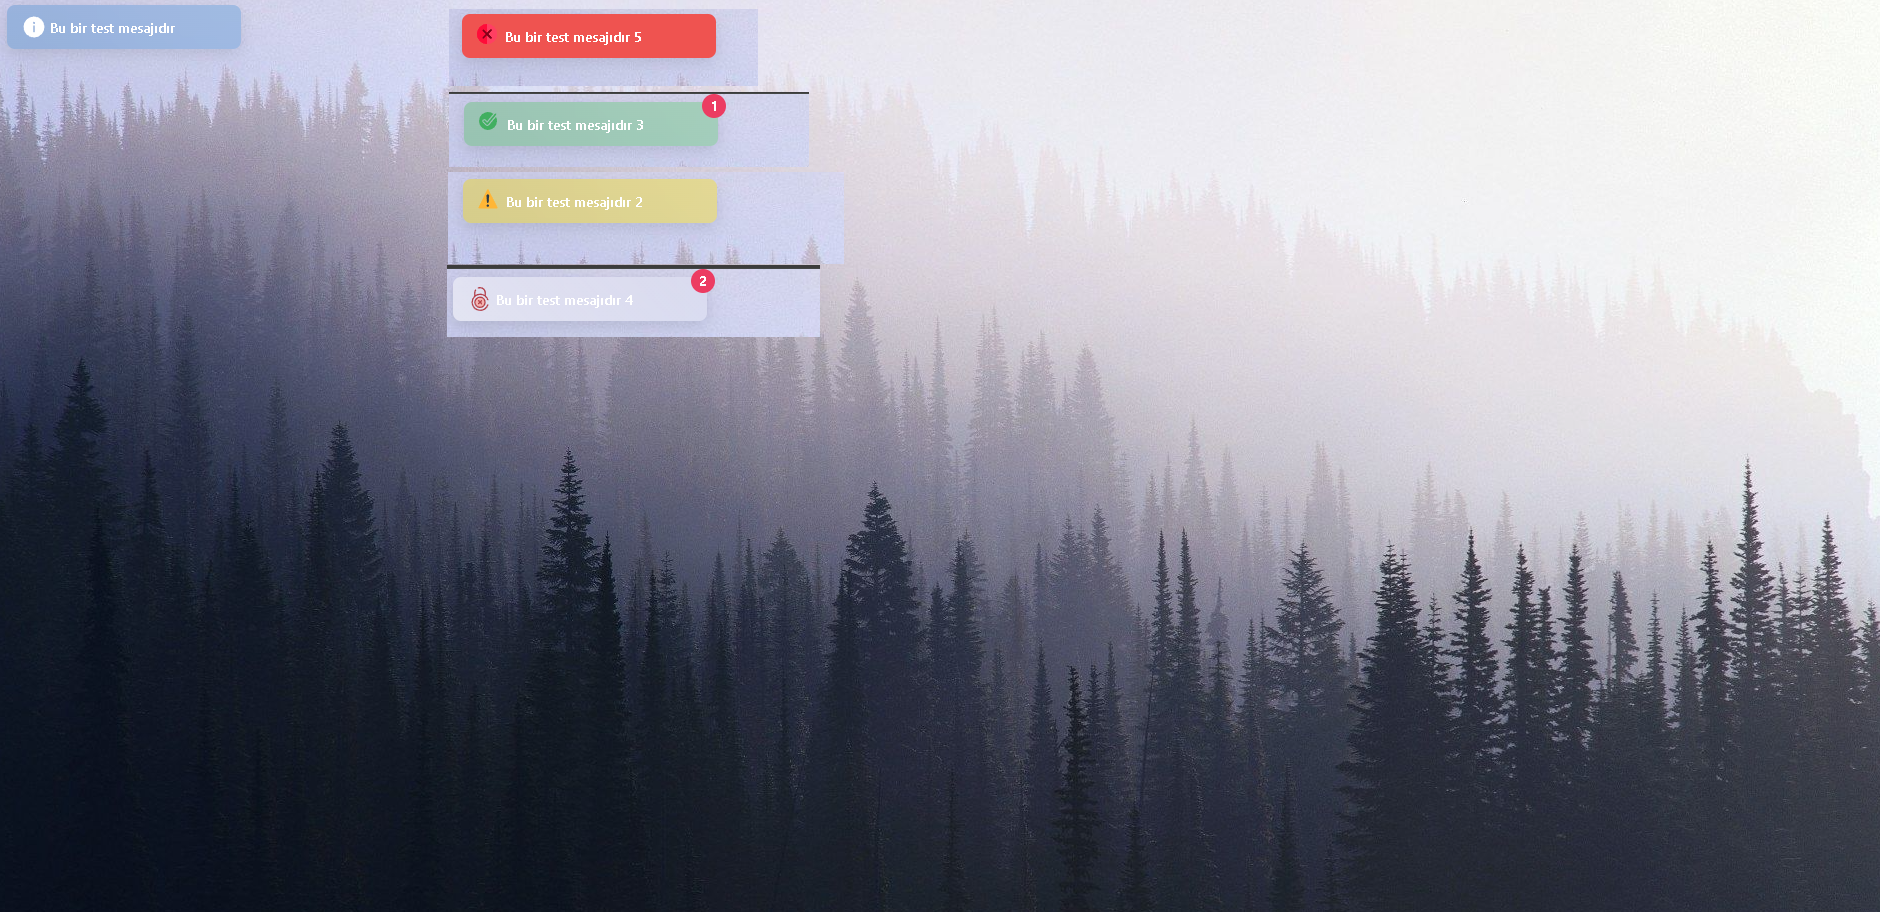 Bu bir test mesajıdır
Bu bir test mesajıdır 5
1
Bu bir test mesajıdır 3
Bu bir test mesajıdır 2
2
Bu bir test mesajıdır 4